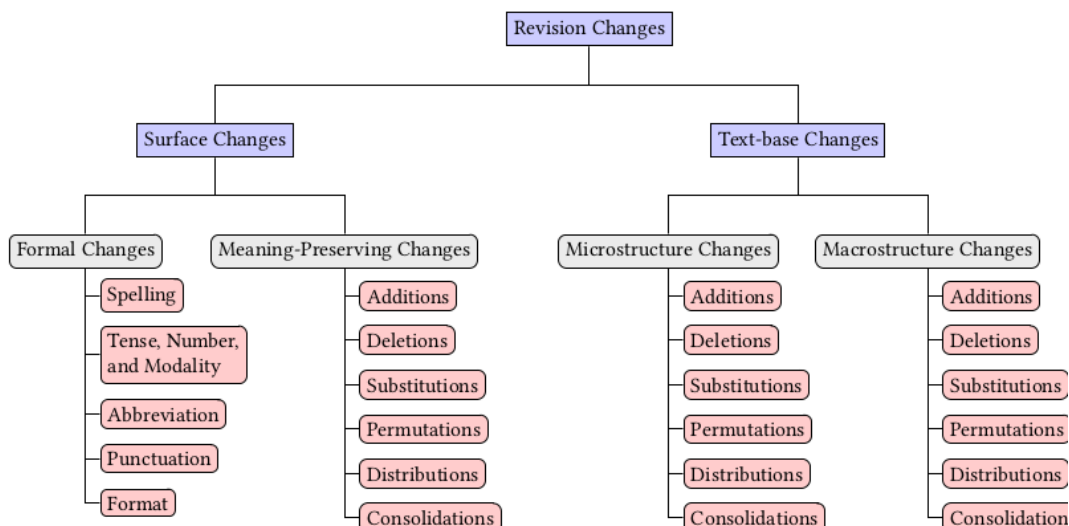 Revision Changes
Surface Changes
Text-base Changes
Formal Changes
Meaning-Preserving Changes
Microstructure Changes
Macrostructure Changes
Spelling
Tense, Number,
and Modality
Abbreviation
Punctuation
Format
Additions
Deletions
Substitutions
Permutations
Distributions
Consolidations
Additions
Deletions
Substitutions
Permutations
Distributions
Consolidations
Additions
Deletions
Substitutions
Permutations
Distributions
Consolidation